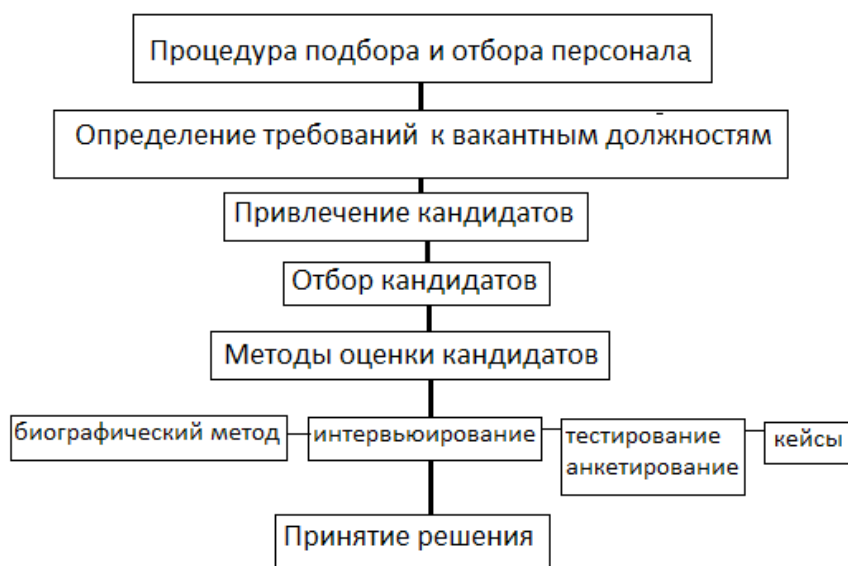 Процедура подбора и отбора персонала
Определение требований к вакантным должностям
Привлечение кандидатов
Отбор кандидатов
Методы оценки кандидатов
биографический метод
интервьюирование
тестирование
анкетирование
кейсы
Принятие решения